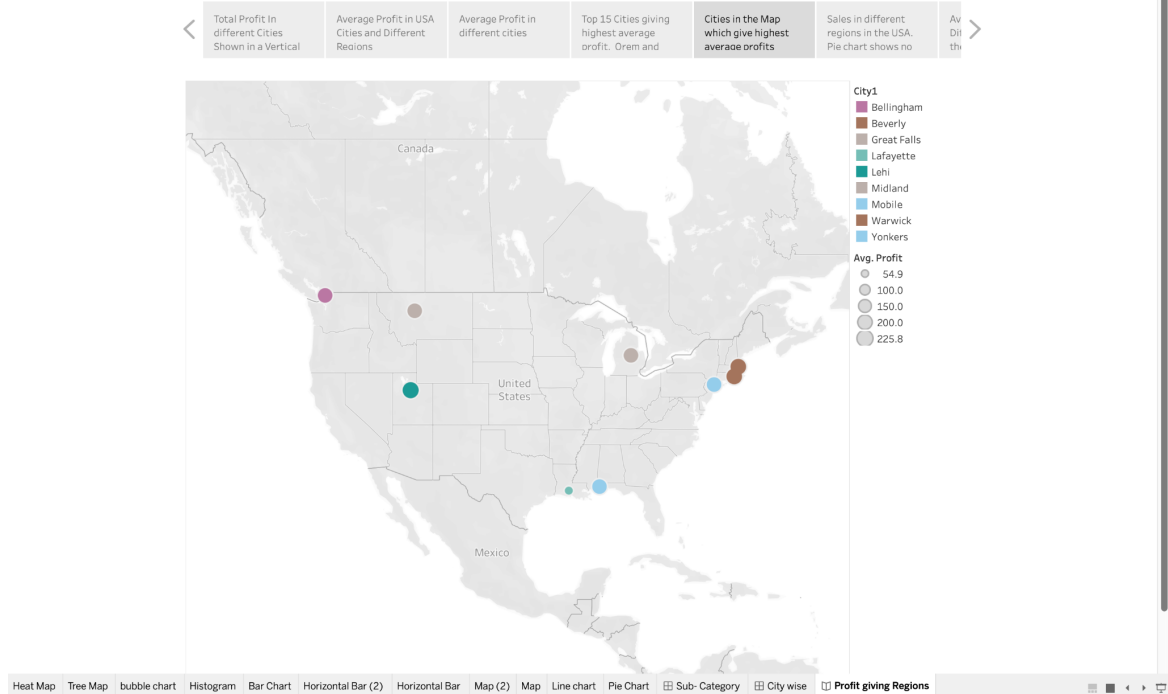 Total Profit In
different Cities
Shown in a Vertical
Average Profit in USA
Cities and Different
Regions
Average Profit in
different cities
Top 15 Cities giving
highest average
profit. Orem and
Cities in the Map
which give highest
average profits
Sales in different
regions in the USA.
Pie chart shows no
City1
Bellingham
Beverly
Great Falls
Lafayette
Lehi
Midland
Mobile
Warwick
Yonkers
Avg. Profit
54.9
100.0
150.0
200.0
225.8
Canada
United
States
Mexico
Heat Map Tree Map bubble chart Histogram Bar Chart Horizontal Bar (2) Horizontal Bar Map (2) Map Line chart Pie Chart Sub- Category City wise Profit giving Regions